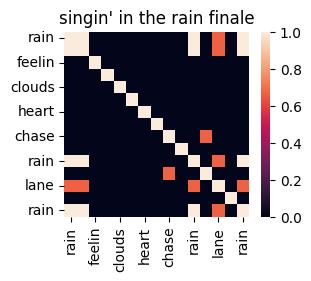 singin' in the rain finale
rain
feelin
clouds
heart
chase
rain
lane
rain
1.0
0.8
0.6
0.4
0.2
0.0
rain
feelin
clouds
heart
chase
rain
lane
rain